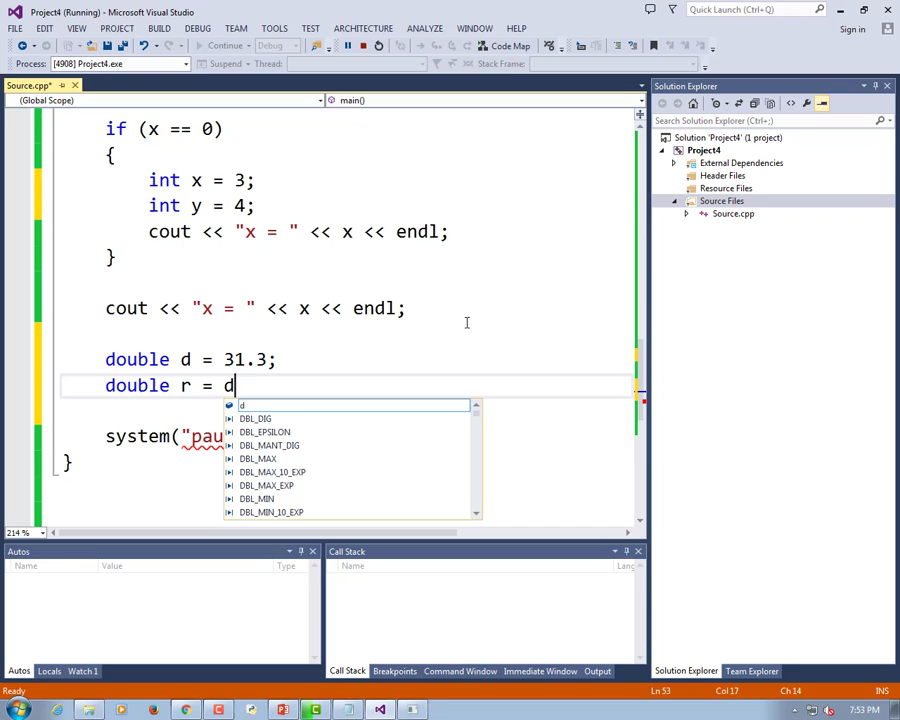 Project4 (Running) - Microsoft Visual Studio
Quick Launch (Ctrl+Q)
FILE EDIT VIEW PROJECT BUILD DEBUG TEAM TOOLS TEST ARCHITECTURE ANALYZE WINDOW HELP
Sign in
Continue Debug Code Map
Process: [4908] Project4.exe Suspend Thread: Stack Frame:
Source.cpp*
(Global Scope) main()
if (x == 0)
{
int x = 3;
int y = 4;
cout << "x = " << x << endl;
}
cout << "x = " << x << endl;
double d = 31.3;
double r = d
d
DBL_DIG
DBL_EPSILON
DBL_MANT_DIG
DBL_MAX
DBL_MAX_10_EXP
DBL_MAX_EXP
DBL_MIN
DBL_MIN_10_EXP
system("pau
}
214 %
Solution Explorer
Search Solution Explorer (Ctrl+;)
Solution 'Project4' (1 project)
Project4
External Dependencies
Header Files
Resource Files
Source Files
Source.cpp
Autos
Name Value Type
Call Stack
Name Lang
Autos Locals Watch 1
Call Stack Breakpoints Command Window Immediate Window Output
Solution Explorer Team Explorer
Ready Ln 53 Col 17 Ch 14 INS
7:53 PM